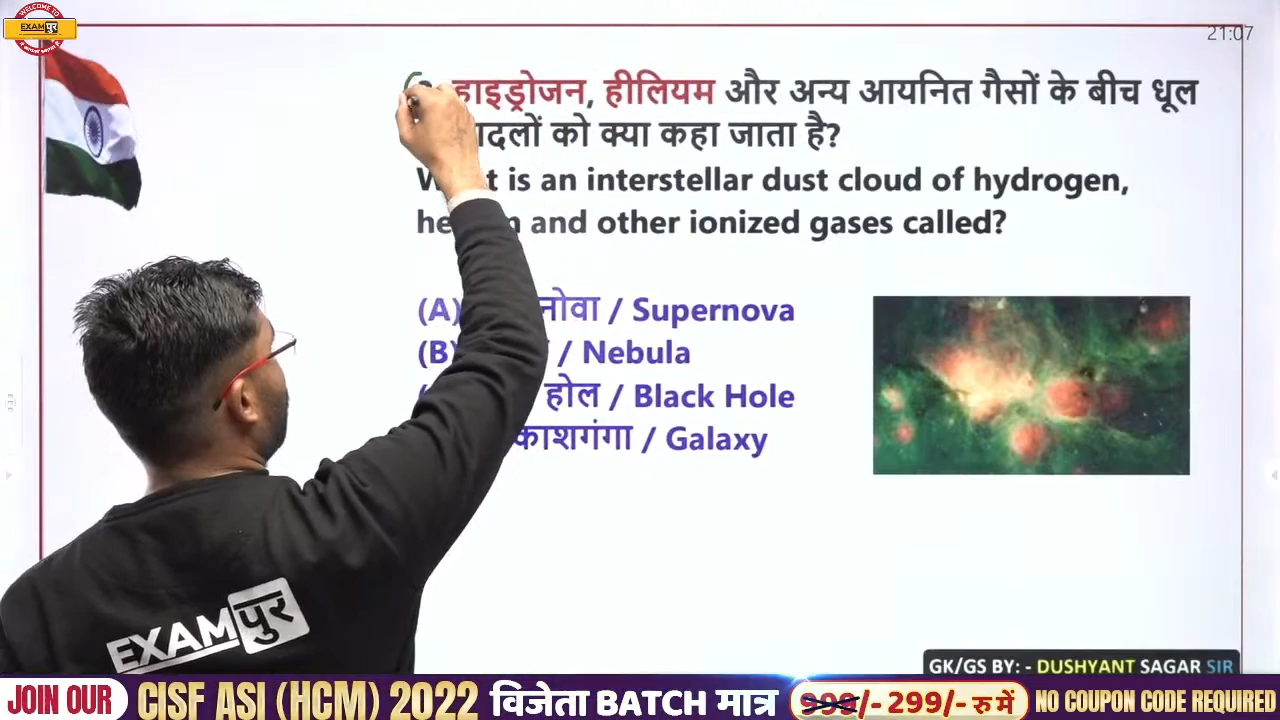 WELCOME TO
EXAMपुर
21:07
हाइड्रोजन, हीलियम और अन्य आयनित गैसों के बीच धूल
को क्या कहा जाता है?
is an interstellar dust cloud of hydrogen,
and other ionized gases called?
(A) / Supernova
(B) / Nebula
होल / Black Hole
/ Galaxy
EXAMपुर
GK/GS BY: - DUSHYANT SAGAR SIR
JOIN OUR CISF ASI (HCM) 2022 विजेता BATCH मात्र 999/- 299/- रु में NO COUPON CODE REQUIRED